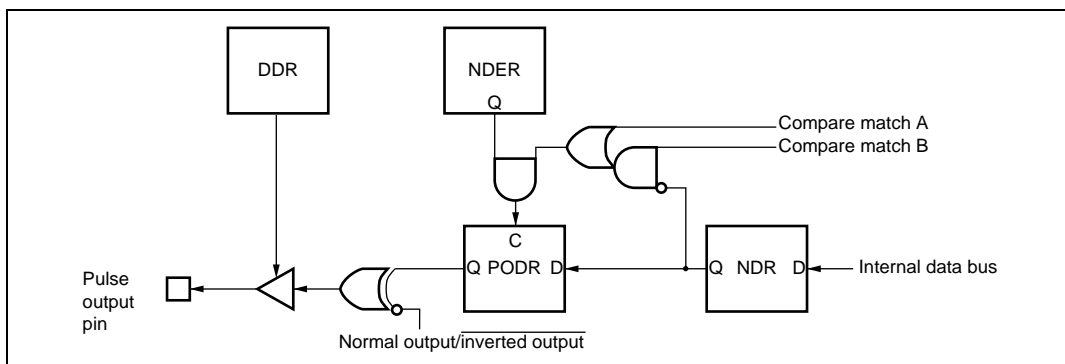 DDR
NDER
Q
Compare match A
Compare match B
C
Q PODR D
Q NDR D
Internal data bus
Pulse
output
pin
Normal output/inverted output